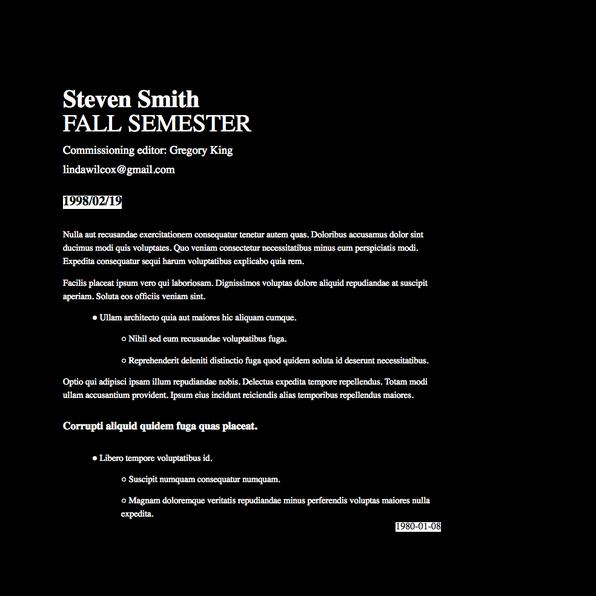 Steven Smith
FALL SEMESTER
Commissioning editor: Gregory King
lindawilcox@gmail.com
1998/02/19
Nulla aut recusandae exercitationem consequatur tenetur autem quas. Doloribus accusamus dolor sint
ducimus modi quis voluptates. Quo veniam consectetur necessitatibus minus eum perspiciatis modi.
Expedita consequatur sequi harum voluptatibus explicabo quia rem.
Facilis placeat ipsum vero qui laboriosam. Dignissimos voluptas dolore aliquid repudiandae at suscipit
aperiam. Soluta eos officiis veniam sint.
● Ullam architecto quia aut maiores hic aliquam cumque.
○ Nihil sed eum recusandae voluptatibus fuga.
○ Reprehenderit deleniti distinctio fuga quod quidem soluta id deserunt necessitatibus.
Optio qui adipisci ipsam illum repudiandae nobis. Delectus expedita tempore repellendus. Totam modi
ullam accusantium provident. Ipsum eius incidunt reiciendis alias temporibus repellendus maiores.
Corrupti aliquid quidem fuga quas placeat.
● Libero tempore voluptatibus id.
○ Suscipit numquam consequatur numquam.
○ Magnam doloremque veritatis repudiandae minus perferendis voluptas maiores nulla
expedita.
1980-01-08